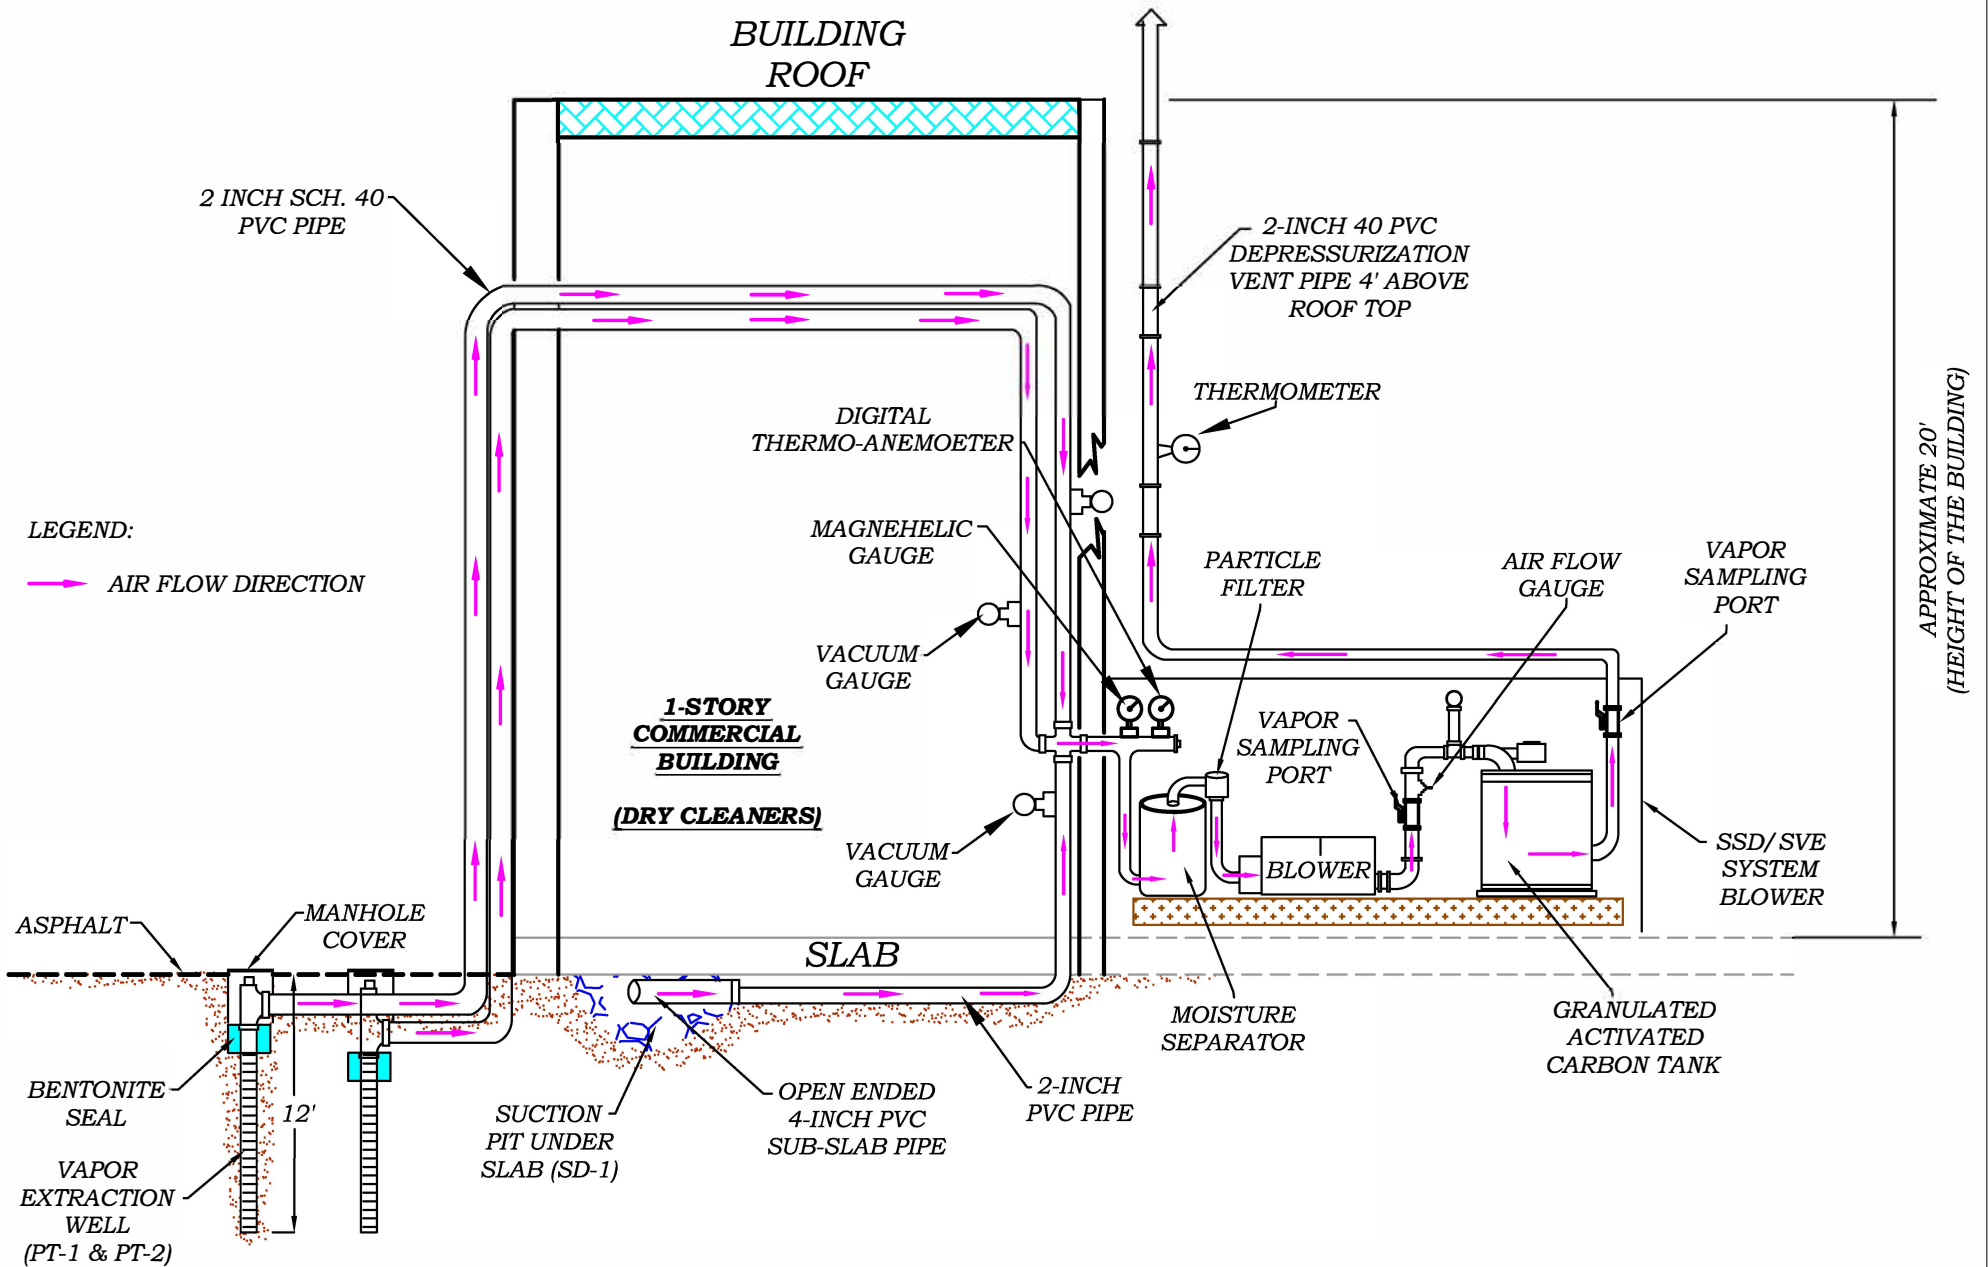 BUILDING
ROOF
2 INCH SCH. 40
PVC PIPE
2-INCH 40 PVC
DEPRESSURIZATION
VENT PIPE 4' ABOVE
ROOF TOP
THERMOMETER
DIGITAL
THERMO-ANEMOETER
APPROXIMATE 20'
(HEIGHT OF THE BUILDING)
LEGEND:
AIR FLOW DIRECTION
MAGNEHELIC
GAUGE
PARTICLE
FILTER
AIR FLOW
GAUGE
VAPOR
SAMPLING
PORT
VACUUM
GAUGE
1-STORY
COMMERCIAL
BUILDING
(DRY CLEANERS)
VAPOR
SAMPLING
PORT
VACUUM
GAUGE
BLOWER
SSD/SVE
SYSTEM
BLOWER
ASPHALT
MANHOLE
COVER
SLAB
MOISTURE
SEPARATOR
GRANULATED
ACTIVATED
CARBON TANK
BENTONITE
SEAL
12'
SUCTION
PIT UNDER
SLAB (SD-1)
OPEN ENDED
4-INCH PVC
SUB-SLAB PIPE
2-INCH
PVC PIPE
VAPOR
EXTRACTION
WELL
(PT-1 & PT-2)